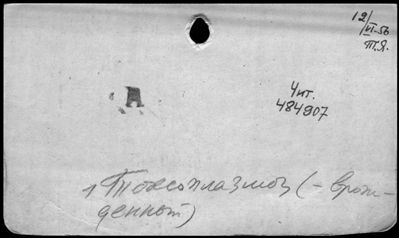 12/VI-56
Т.Я.
Чит.
484907
1 Токсоплазмоз (- врож-
денный)